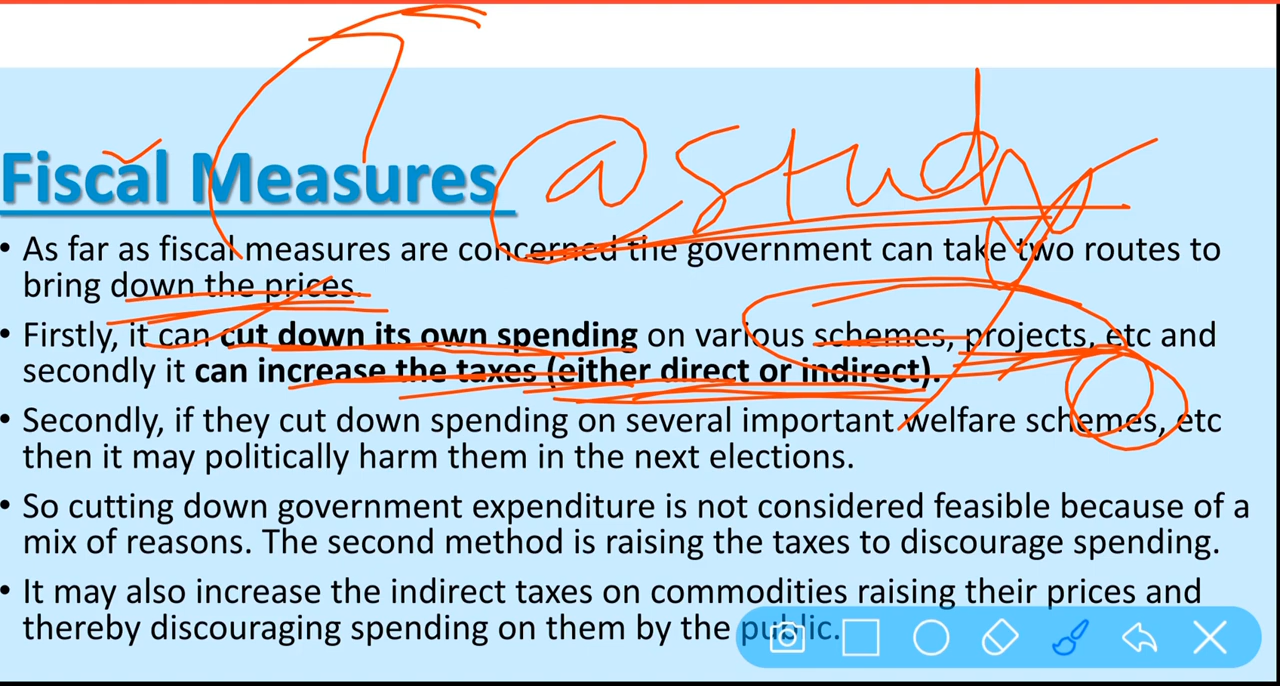 Fiscal Measures
@study
• As far as fiscal measures are concerned the government can take two routes to
bring down the prices.
• Firstly, it can cut down its own spending on various schemes, projects, etc and
secondly it can increase the taxes (either direct or indirect).
• Secondly, if they cut down spending on several important welfare schemes, etc
then it may politically harm them in the next elections.
• So cutting down government expenditure is not considered feasible because of a
mix of reasons. The second method is raising the taxes to discourage spending.
• It may also increase the indirect taxes on commodities raising their prices and
thereby discouraging spending on them by the public.